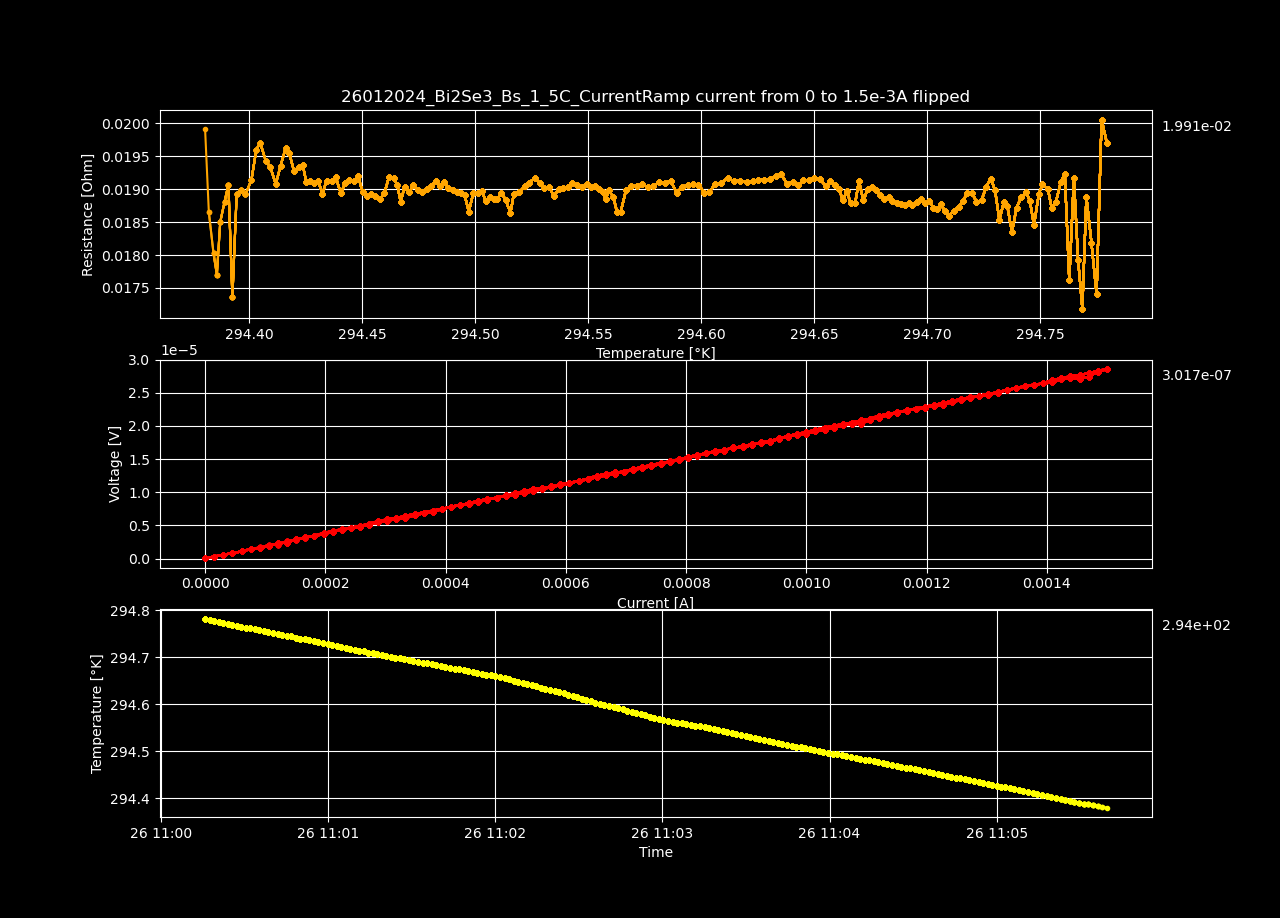 26012024_Bi2Se3_Bs_1_5C_CurrentRamp current from 0 to 1.5e-3A flipped
1.991e-02
Resistance [Ohm]
0.0200
0.0195
0.0190
0.0185
0.0180
0.0175
294.40 294.45 294.50 294.55 294.60 294.65 294.70 294.75
Temperature [°K]
1e−5
3.017e-07
Voltage [V]
3.0
2.5
2.0
1.5
1.0
0.5
0.0
0.0000 0.0002 0.0004 0.0006 0.0008 0.0010 0.0012 0.0014
Current [A]
2.94e+02
Temperature [°K]
294.8
294.7
294.6
294.5
294.4
26 11:00 26 11:01 26 11:02 26 11:03 26 11:04 26 11:05
Time